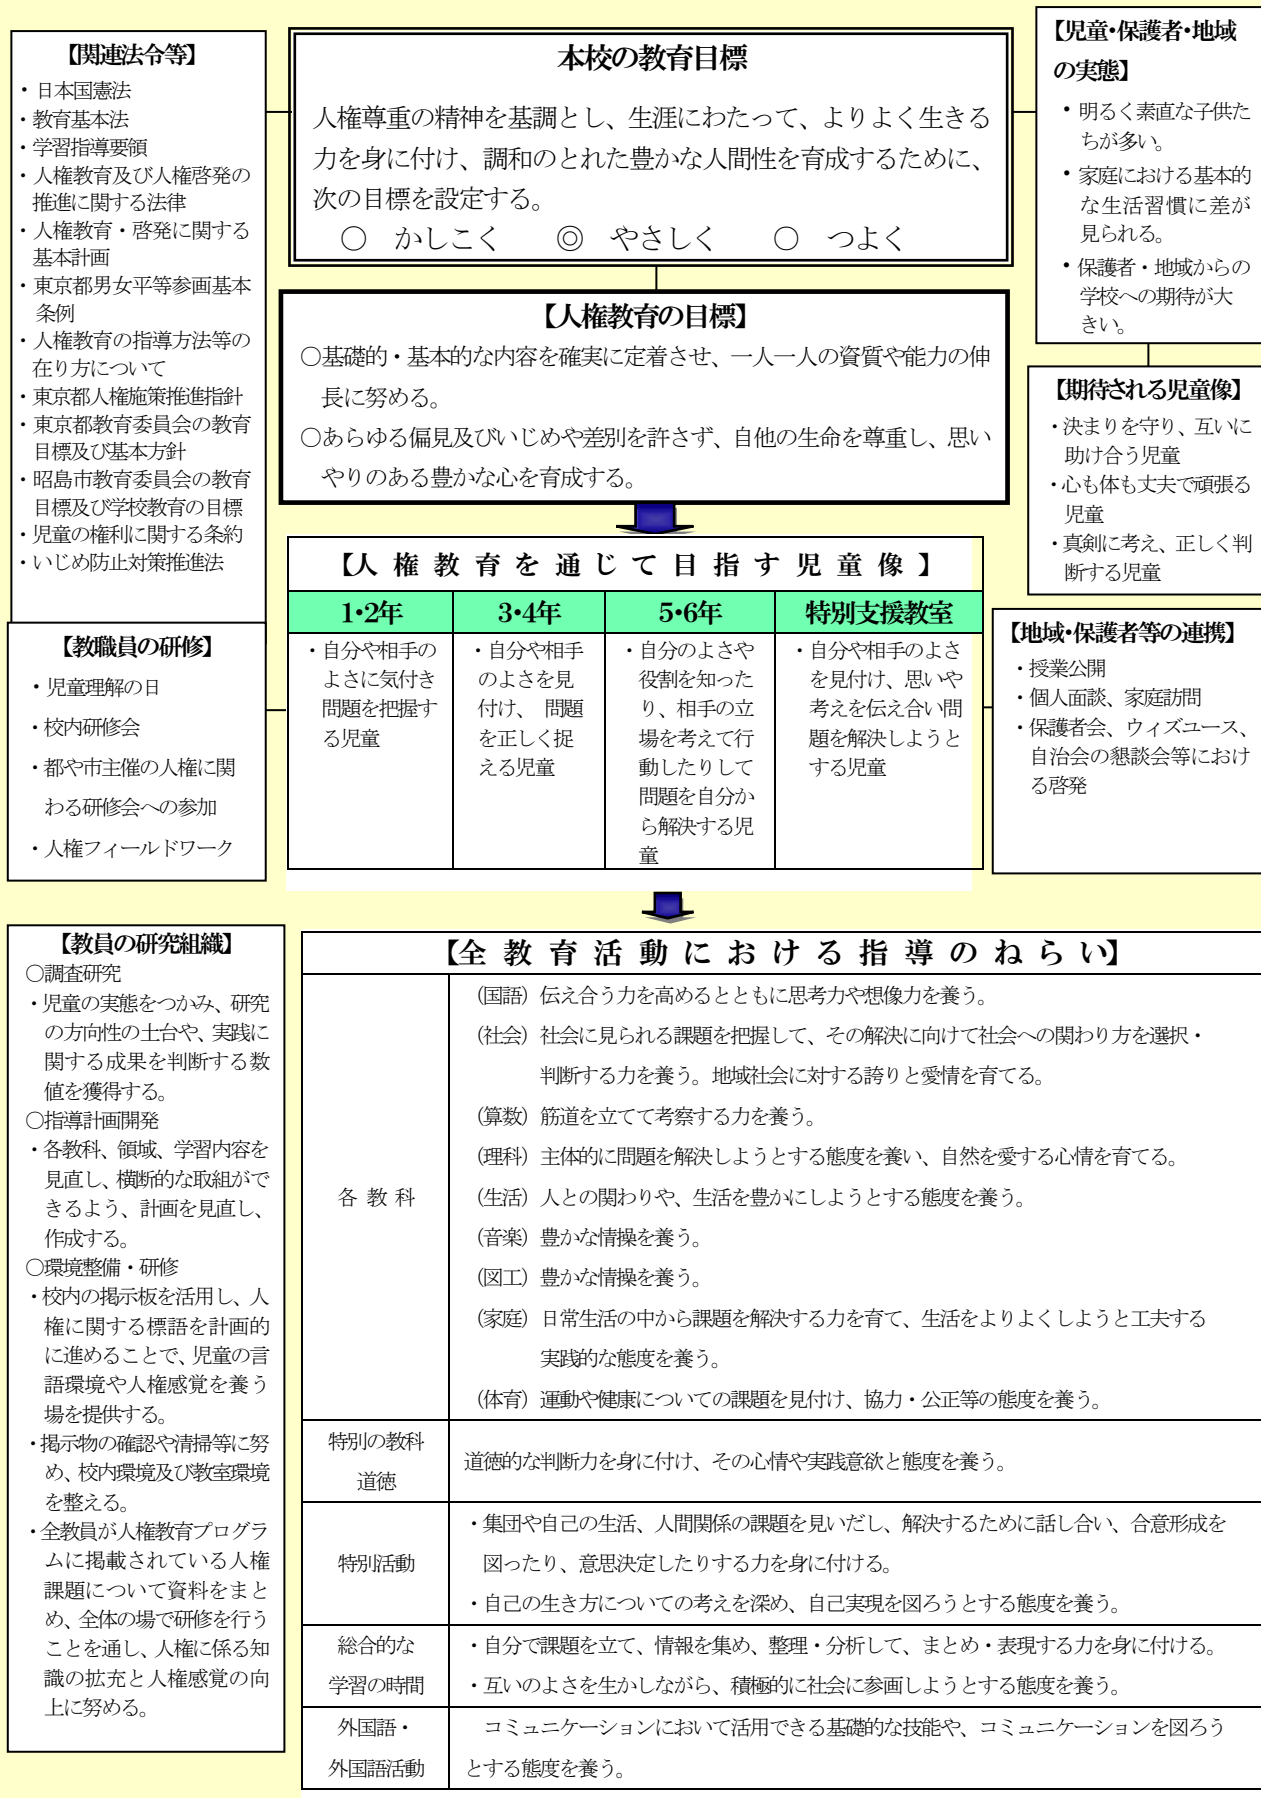 【関連法令等】
・日本国憲法
・教育基本法
・学習指導要領
・人権教育及び人権啓発の
推進に関する法律
・人権教育・啓発に関する
基本計画
・東京都男女平等参画基本
条例
・人権教育の指導方法等の
在り方について
・東京都人権施策推進指針
・東京都教育委員会の教育
目標及び基本方針
・昭島市教育委員会の教育
目標及び学校教育の目標
・児童の権利に関する条約
・いじめ防止対策推進法
本校の教育目標
人権尊重の精神を基調とし、生涯にわたって、よりよく生きる
力を身に付け、調和のとれた豊かな人間性を育成するために、
次の目標を設定する。
○ かしこく ◎ やさしく ○ つよく
【児童・保護者・地域
の実態】
・明るく素直な子供た
ちが多い。
・家庭における基本的
な生活習慣に差が
見られる。
・保護者・地域からの
学校への期待が大
きい。
【人権教育の目標】
○基礎的・基本的な内容を確実に定着させ、一人一人の資質や能力の伸
長に努める。
○あらゆる偏見及びいじめや差別を許さず、自他の生命を尊重し、思い
やりのある豊かな心を育成する。
【期待される児童像】
・決まりを守り、互いに
助け合う児童
・心も体も丈夫で頑張る
児童
・真剣に考え、正しく判
断する児童
【人権教育を通じて目指す児童像】
1・2年 3・4年 5・6年 特別支援教室
・自分や相手の
よさに気付き
問題を把握す
る児童
・自分や相手
のよさを見
付け、 問題
を正しく捉
える児童
・自分のよさや
役割を知った
り、相手の立
場を考えて行
動したりして
問題を自分か
ら解決する児
童
・自分や相手のよさ
を見付け、思いや
考えを伝え合い問
題を解決しようと
する児童
【教職員の研修】
・児童理解の日
・校内研修会
・都や市主催の人権に関
わる研修会への参加
・人権フィールドワーク
【地域・保護者等の連携】
・授業公開
・個人面談、家庭訪問
・保護者会、ウィズユース、
自治会の懇談会等におけ
る啓発
【教員の研究組織】
○調査研究
・児童の実態をつかみ、研究
の方向性の土台や、実践に
関する成果を判断する数
値を獲得する。
○指導計画開発
・各教科、領域、学習内容を
見直し、横断的な取組がで
きるよう、計画を見直し、
作成する。
○環境整備・研修
・校内の掲示板を活用し、人
権に関する標語を計画的
に進めることで、児童の言
語環境や人権感覚を養う
場を提供する。
・掲示物の確認や清掃等に努
め、校内環境及び教室環境
を整える。
・全教員が人権教育プログラ
ムに掲載されている人権
課題について資料をまと
め、全体の場で研修を行う
ことを通し、人権に係る知
識の拡充と人権感覚の向
上に努める。
【全教育活動における指導のねらい】
各教科
（国語）伝え合う力を高めるとともに思考力や想像力を養う。
（社会）社会に見られる課題を把握して、その解決に向けて社会への関わり方を選択・
判断する力を養う。地域社会に対する誇りと愛情を育てる。
（算数）筋道を立てて考察する力を養う。
（理科）主体的に問題を解決しようとする態度を養い、自然を愛する心情を育てる。
（生活）人との関わりや、生活を豊かにしようとする態度を養う。
（音楽）豊かな情操を養う。
（図工）豊かな情操を養う。
（家庭）日常生活の中から課題を解決する力を育て、生活をよりよくしようと工夫する
実践的な態度を養う。
（体育）運動や健康についての課題を見付け、協力・公正等の態度を養う。
特別の教科
道徳
道徳的な判断力を身に付け、その心情や実践意欲と態度を養う。
特別活動
・集団や自己の生活、人間関係の課題を見いだし、解決するために話し合い、合意形成を
図ったり、意思決定したりする力を身に付ける。
・自己の生き方についての考えを深め、自己実現を図ろうとする態度を養う。
総合的な
学習の時間
・自分で課題を立て、情報を集め、整理・分析して、まとめ・表現する力を身に付ける。
・互いのよさを生かしながら、積極的に社会に参画しようとする態度を養う。
外国語・
外国語活動
コミュニケーションにおいて活用できる基礎的な技能や、コミュニケーションを図ろう
とする態度を養う。